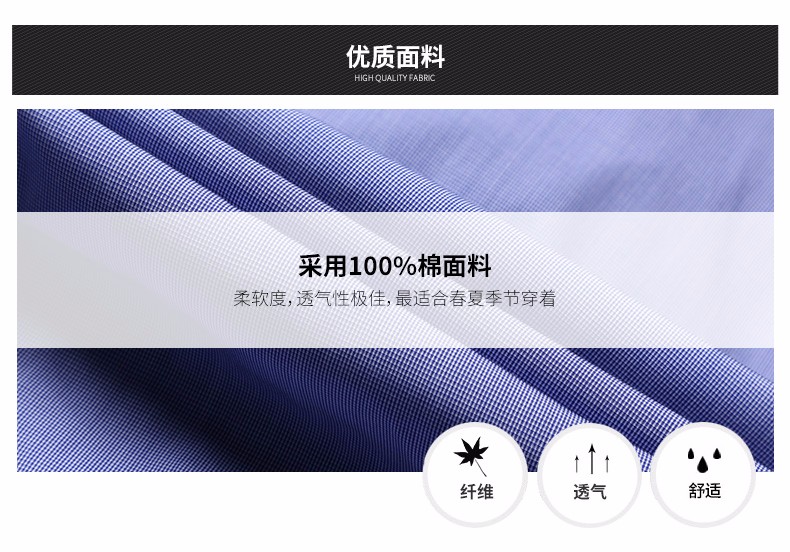 优质面料
HIGH QUALITY FABRIC
采用100%棉面料
柔软度,透气性极佳,最适合春夏季节穿着
纤维
透气
舒适